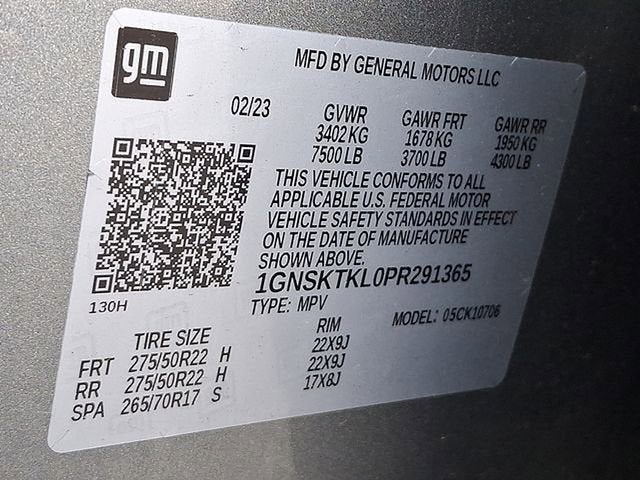 gm
MFD BY GENERAL MOTORS LLC
02/23 GVWR GAWR FRT GAWR RR
3402 KG 1678 KG 1950 KG
7500 LB 3700 LB 4300 LB
THIS VEHICLE CONFORMS TO ALL
APPLICABLE U.S. FEDERAL MOTOR
VEHICLE SAFETY STANDARDS IN EFFECT
ON THE DATE OF MANUFACTURE
SHOWN ABOVE.
1GNSKTKL0PR291365
130H
TYPE: MPV MODEL: 05CK10706
TIRE SIZE RIM
FRT 275/50R22 H 22X9J
RR 275/50R22 H 22X9J
SPA 265/70R17 S 17X8J